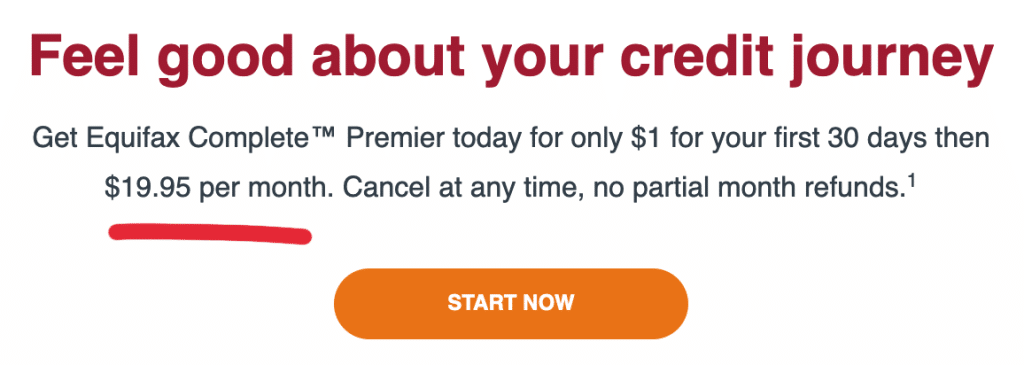 Feel good about your credit journey
Get Equifax Complete™ Premier today for only $1 for your first 30 days then
$19.95 per month. Cancel at any time, no partial month refunds.¹
START NOW